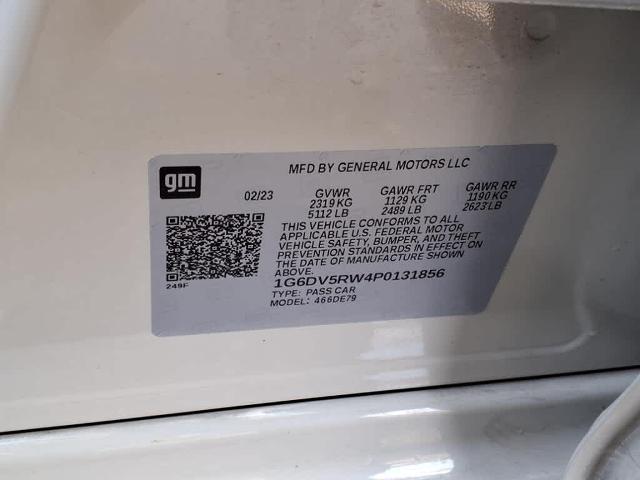 MFD BY GENERAL MOTORS LLC
gm
02/23 GVWR GAWR FRT GAWR RR
2319 KG 1129 KG 1190 KG
5112 LB 2489 LB 2623 LB
THIS VEHICLE CONFORMS TO ALL
APPLICABLE U.S. FEDERAL MOTOR
VEHICLE SAFETY, BUMPER, AND THEFT
PREVENTION STANDARDS IN EFFECT ON
THE DATE OF MANUFACTURE SHOWN
ABOVE.
249F
1G6DV5RW4P0131856
TYPE: PASS CAR
MODEL: 466DE79